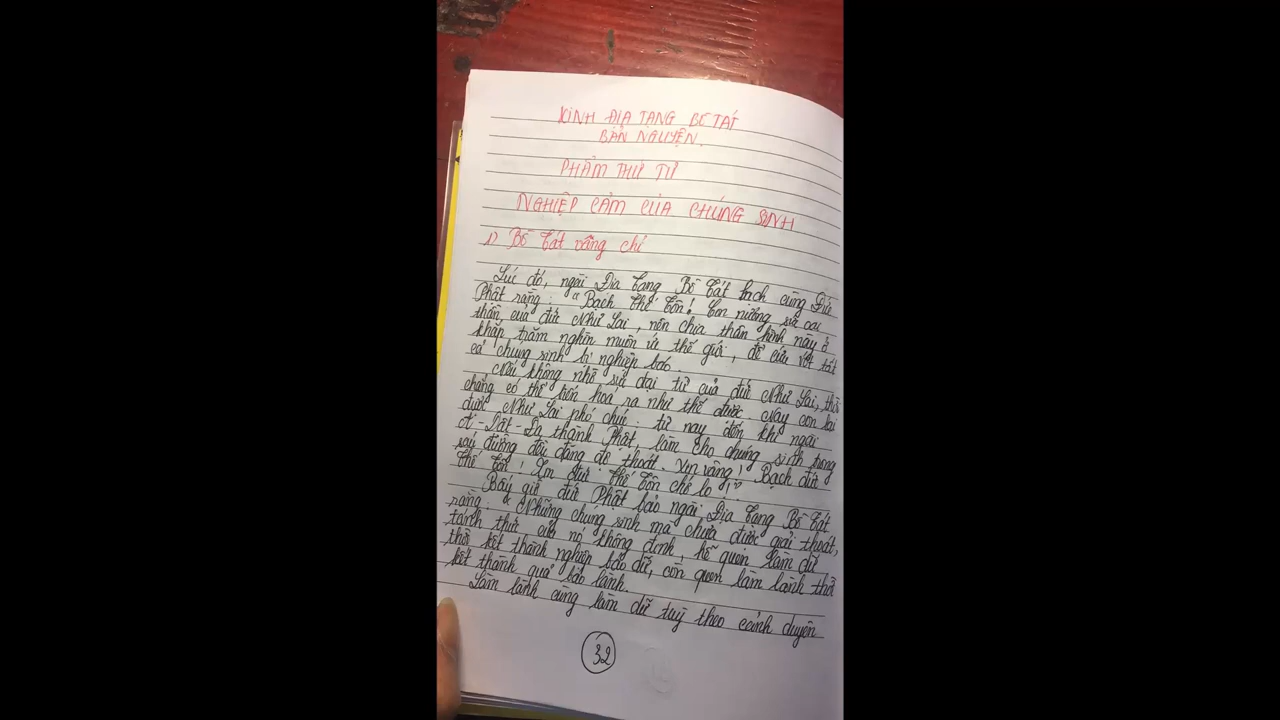 KINH ĐỊA TẠNG BỒ TÁT
BẢN NGUYỆN.
PHẨM THỨ TƯ
NGHIỆP CẢM CỦA CHÚNG SINH
1) Bồ Tát vâng chỉ
Lúc đó, ngài Địa Tạng Bồ Tát bạch cùng Đức
Phật rằng: "Bạch Thế Tôn! Con nương sức oai
thần của đức Như Lai, nên chia thân hình này ở
khắp trăm nghìn muôn ức thế giới, để cứu vớt tất
cả chúng sinh bị nghiệp báo.
Nếu không nhờ sức đại từ của đức Như Lai, thời
chẳng có thể biến hoá ra như thế được. Nay con lại
được Như Lai phó chúc: từ nay đến khi ngài
A-Dật-Đa thành Phật, làm cho chúng sinh trong
sáu đường đều đặng độ thoát. Vâng! Bạch đức
Thế Tôn! Xin đức Thế Tôn chớ lo!"
Bấy giờ đức Phật bảo ngài Địa Tạng Bồ Tát
rằng: "Những chúng sinh mà chưa được giải thoát,
tánh thức của nó không định, hễ quen làm dữ
thời kết thành nghiệp báo dữ, còn quen làm lành thời
kết thành quả báo lành.
Làm lành cùng làm dữ tuỳ theo cảnh duyên
32